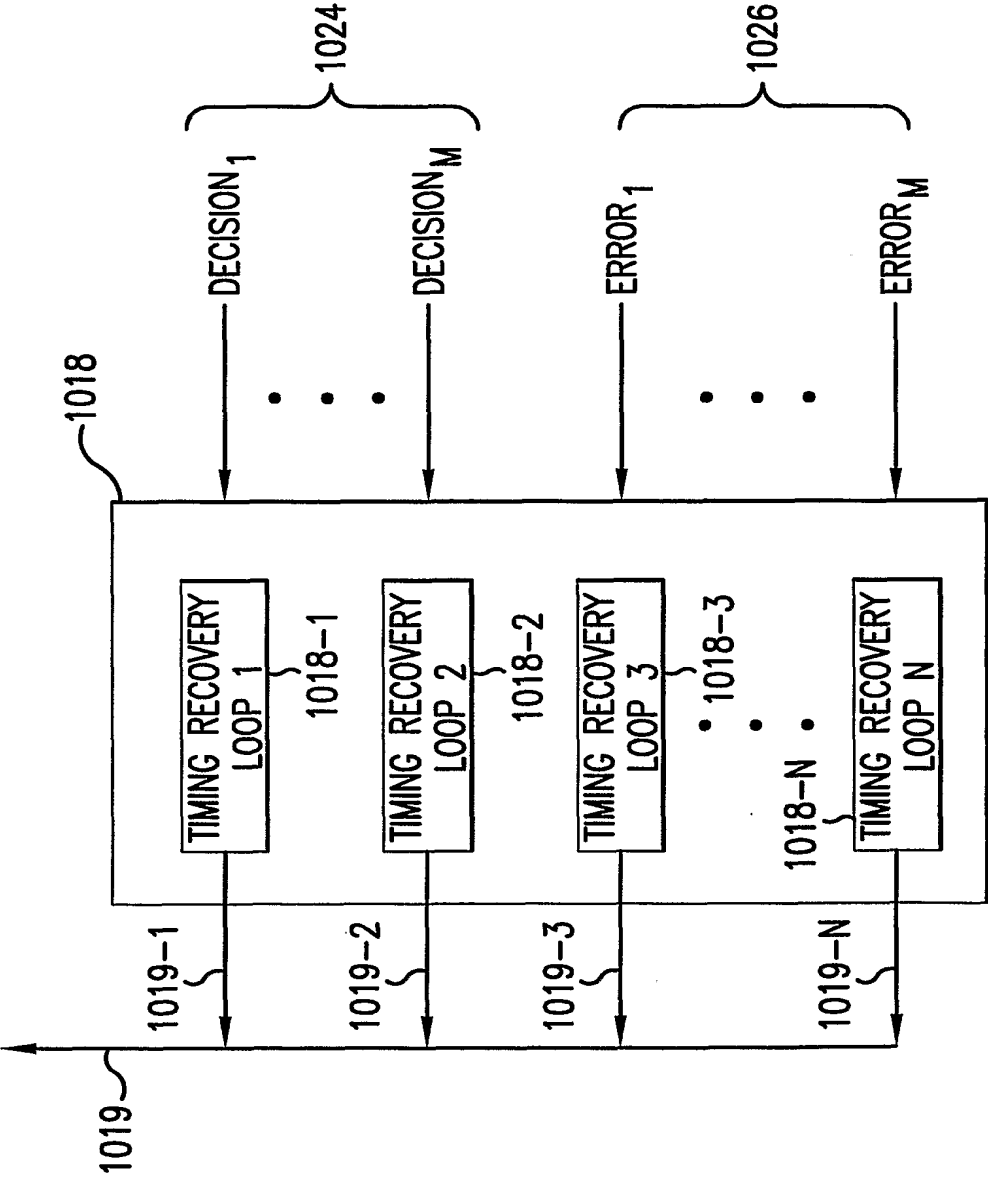 1018
1019
1019-1
TIMING RECOVERY
LOOP 1
1018-1
DECISION₁
1024
1019-2
TIMING RECOVERY
LOOP 2
1018-2
DECISIONM
1019-3
TIMING RECOVERY
LOOP 3
1018-3
ERROR₁
1026
1019-N
1018-N
TIMING RECOVERY
LOOP N
ERRORM